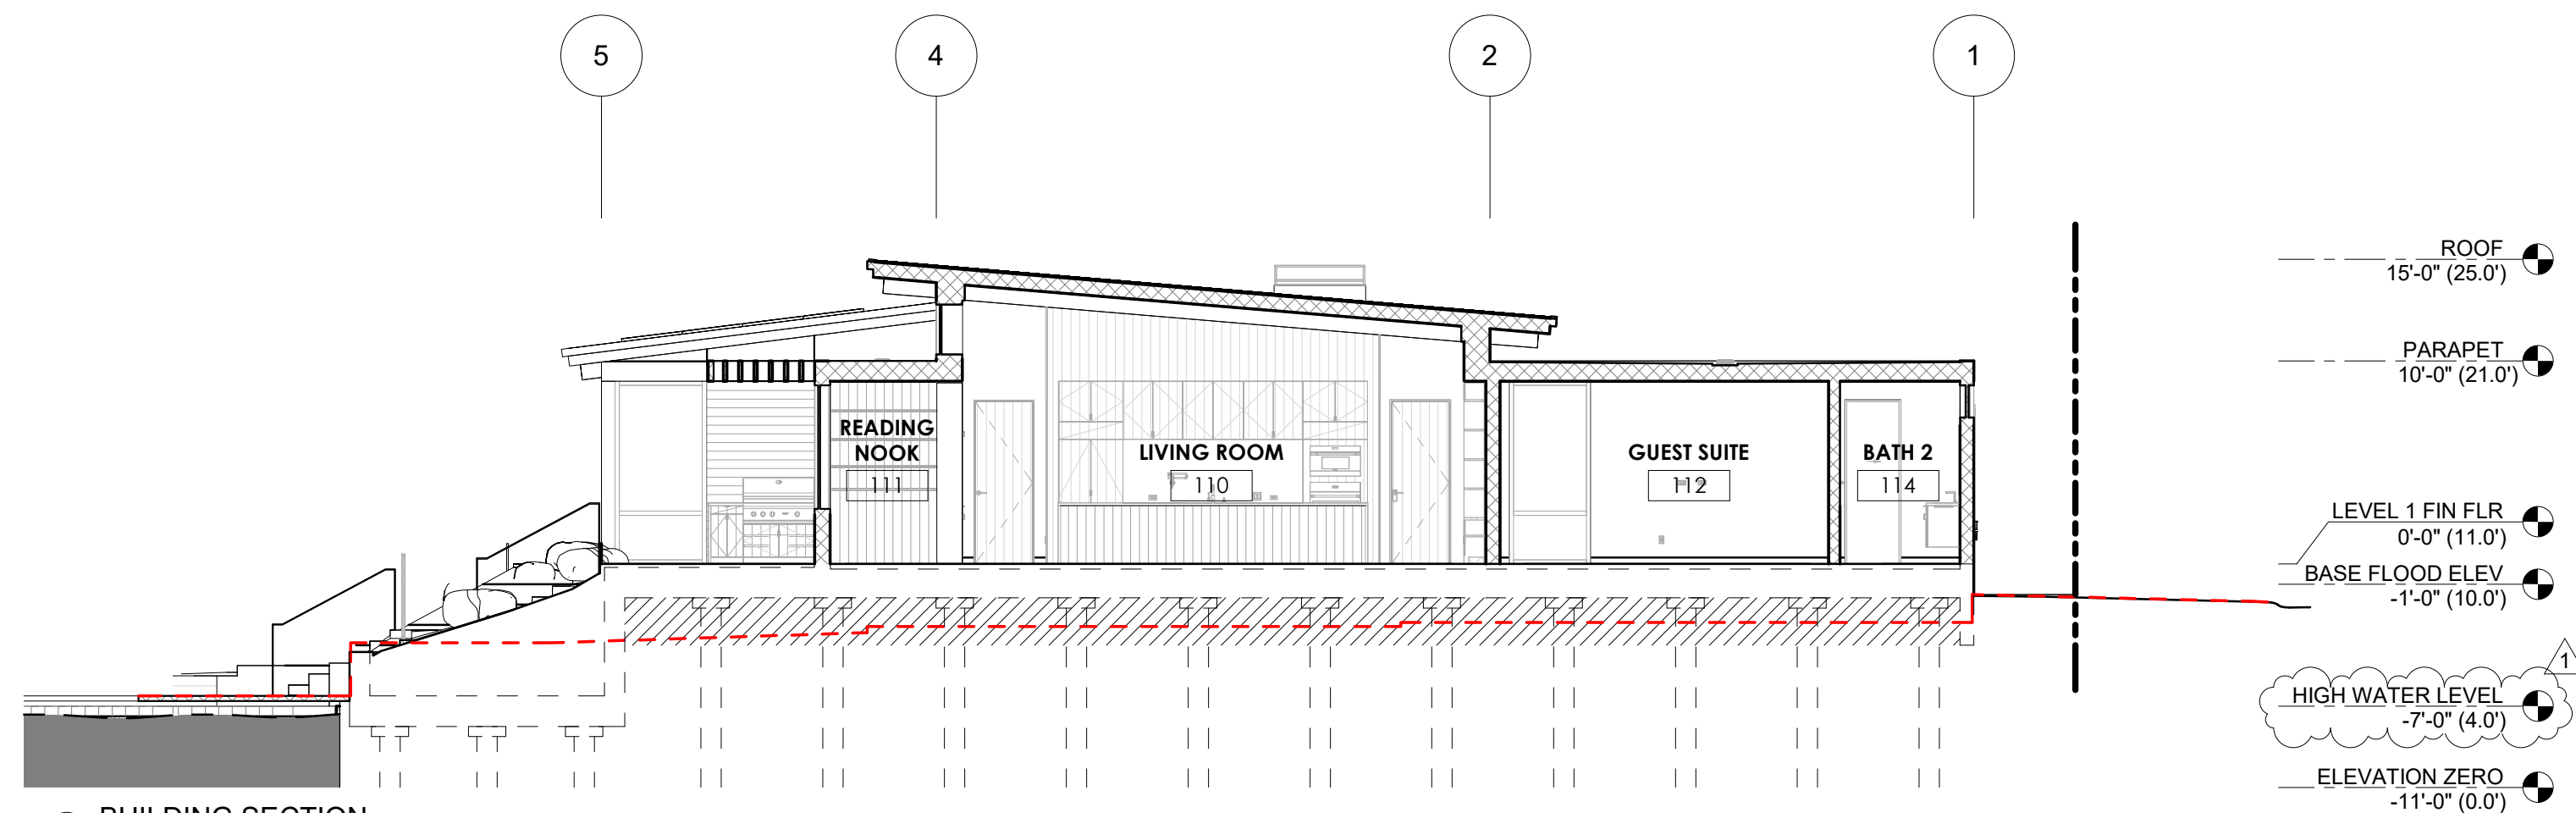 5
4
2
1
ROOF
15'-0" (25.0')
PARAPET
10'-0" (21.0')
READING
NOOK
111
LIVING ROOM
110
GUEST SUITE
112
BATH 2
114
LEVEL 1 FIN FLR
0'-0" (11.0')
BASE FLOOD ELEV
-1'-0" (10.0')
1
HIGH WATER LEVEL
-7'-0" (4.0')
ELEVATION ZERO
-11'-0" (0.0')
BUILDING SECTION